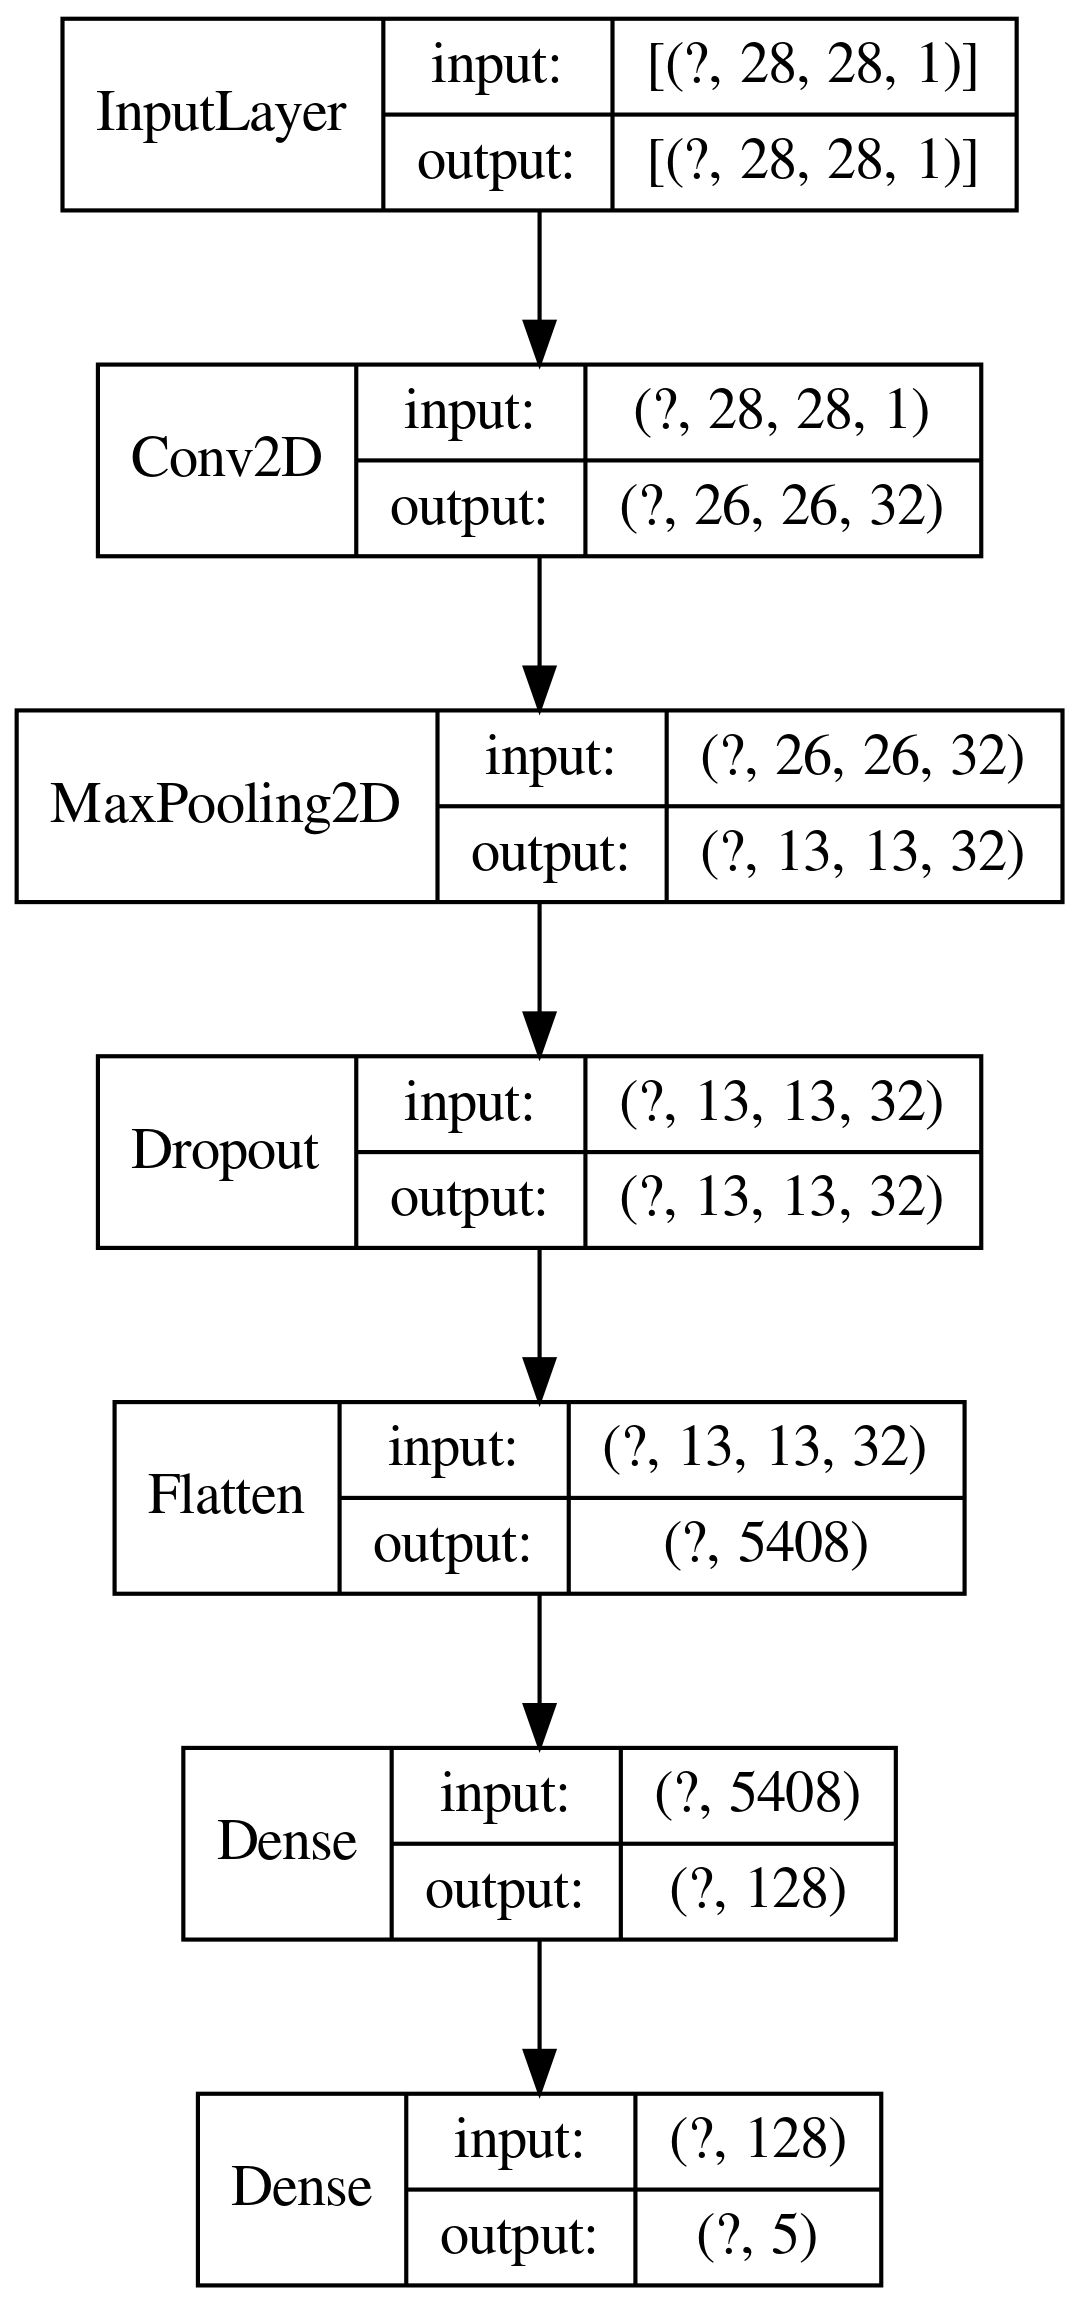 InputLayer
input: [(?, 28, 28, 1)]
output: [(?, 28, 28, 1)]
Conv2D
input: (?, 28, 28, 1)
output: (?, 26, 26, 32)
MaxPooling2D
input: (?, 26, 26, 32)
output: (?, 13, 13, 32)
Dropout
input: (?, 13, 13, 32)
output: (?, 13, 13, 32)
Flatten
input: (?, 13, 13, 32)
output: (?, 5408)
Dense
input: (?, 5408)
output: (?, 128)
Dense
input: (?, 128)
output: (?, 5)